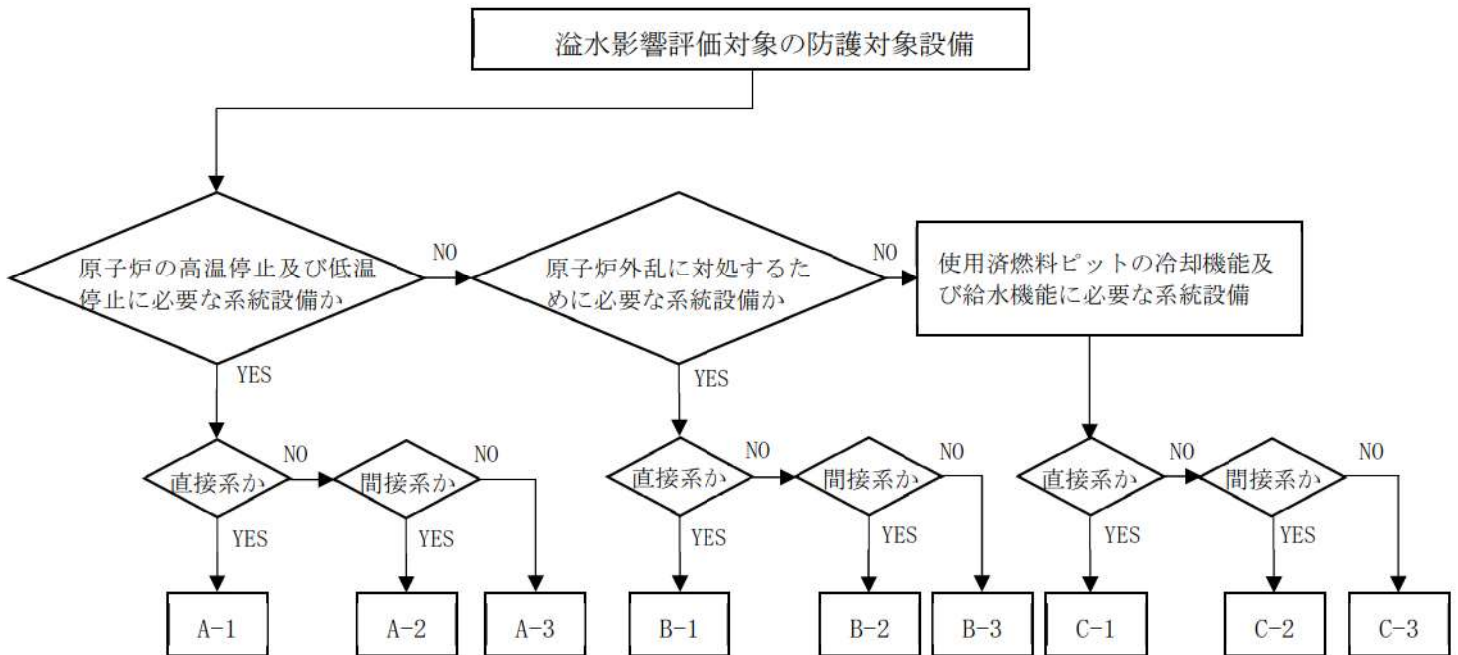 溢水影響評価対象の防護対象設備
原子炉の高温停止及び低温
停止に必要な系統設備か
NO
原子炉外乱に対処するた
めに必要な系統設備か
NO
使用済燃料ピットの冷却機能及
び給水機能に必要な系統設備
YES
YES
直接系か
NO
間接系か
NO
直接系か
NO
間接系か
NO
直接系か
NO
間接系か
NO
YES
YES
YES
YES
YES
YES
A-1
A-2
A-3
B-1
B-2
B-3
C-1
C-2
C-3